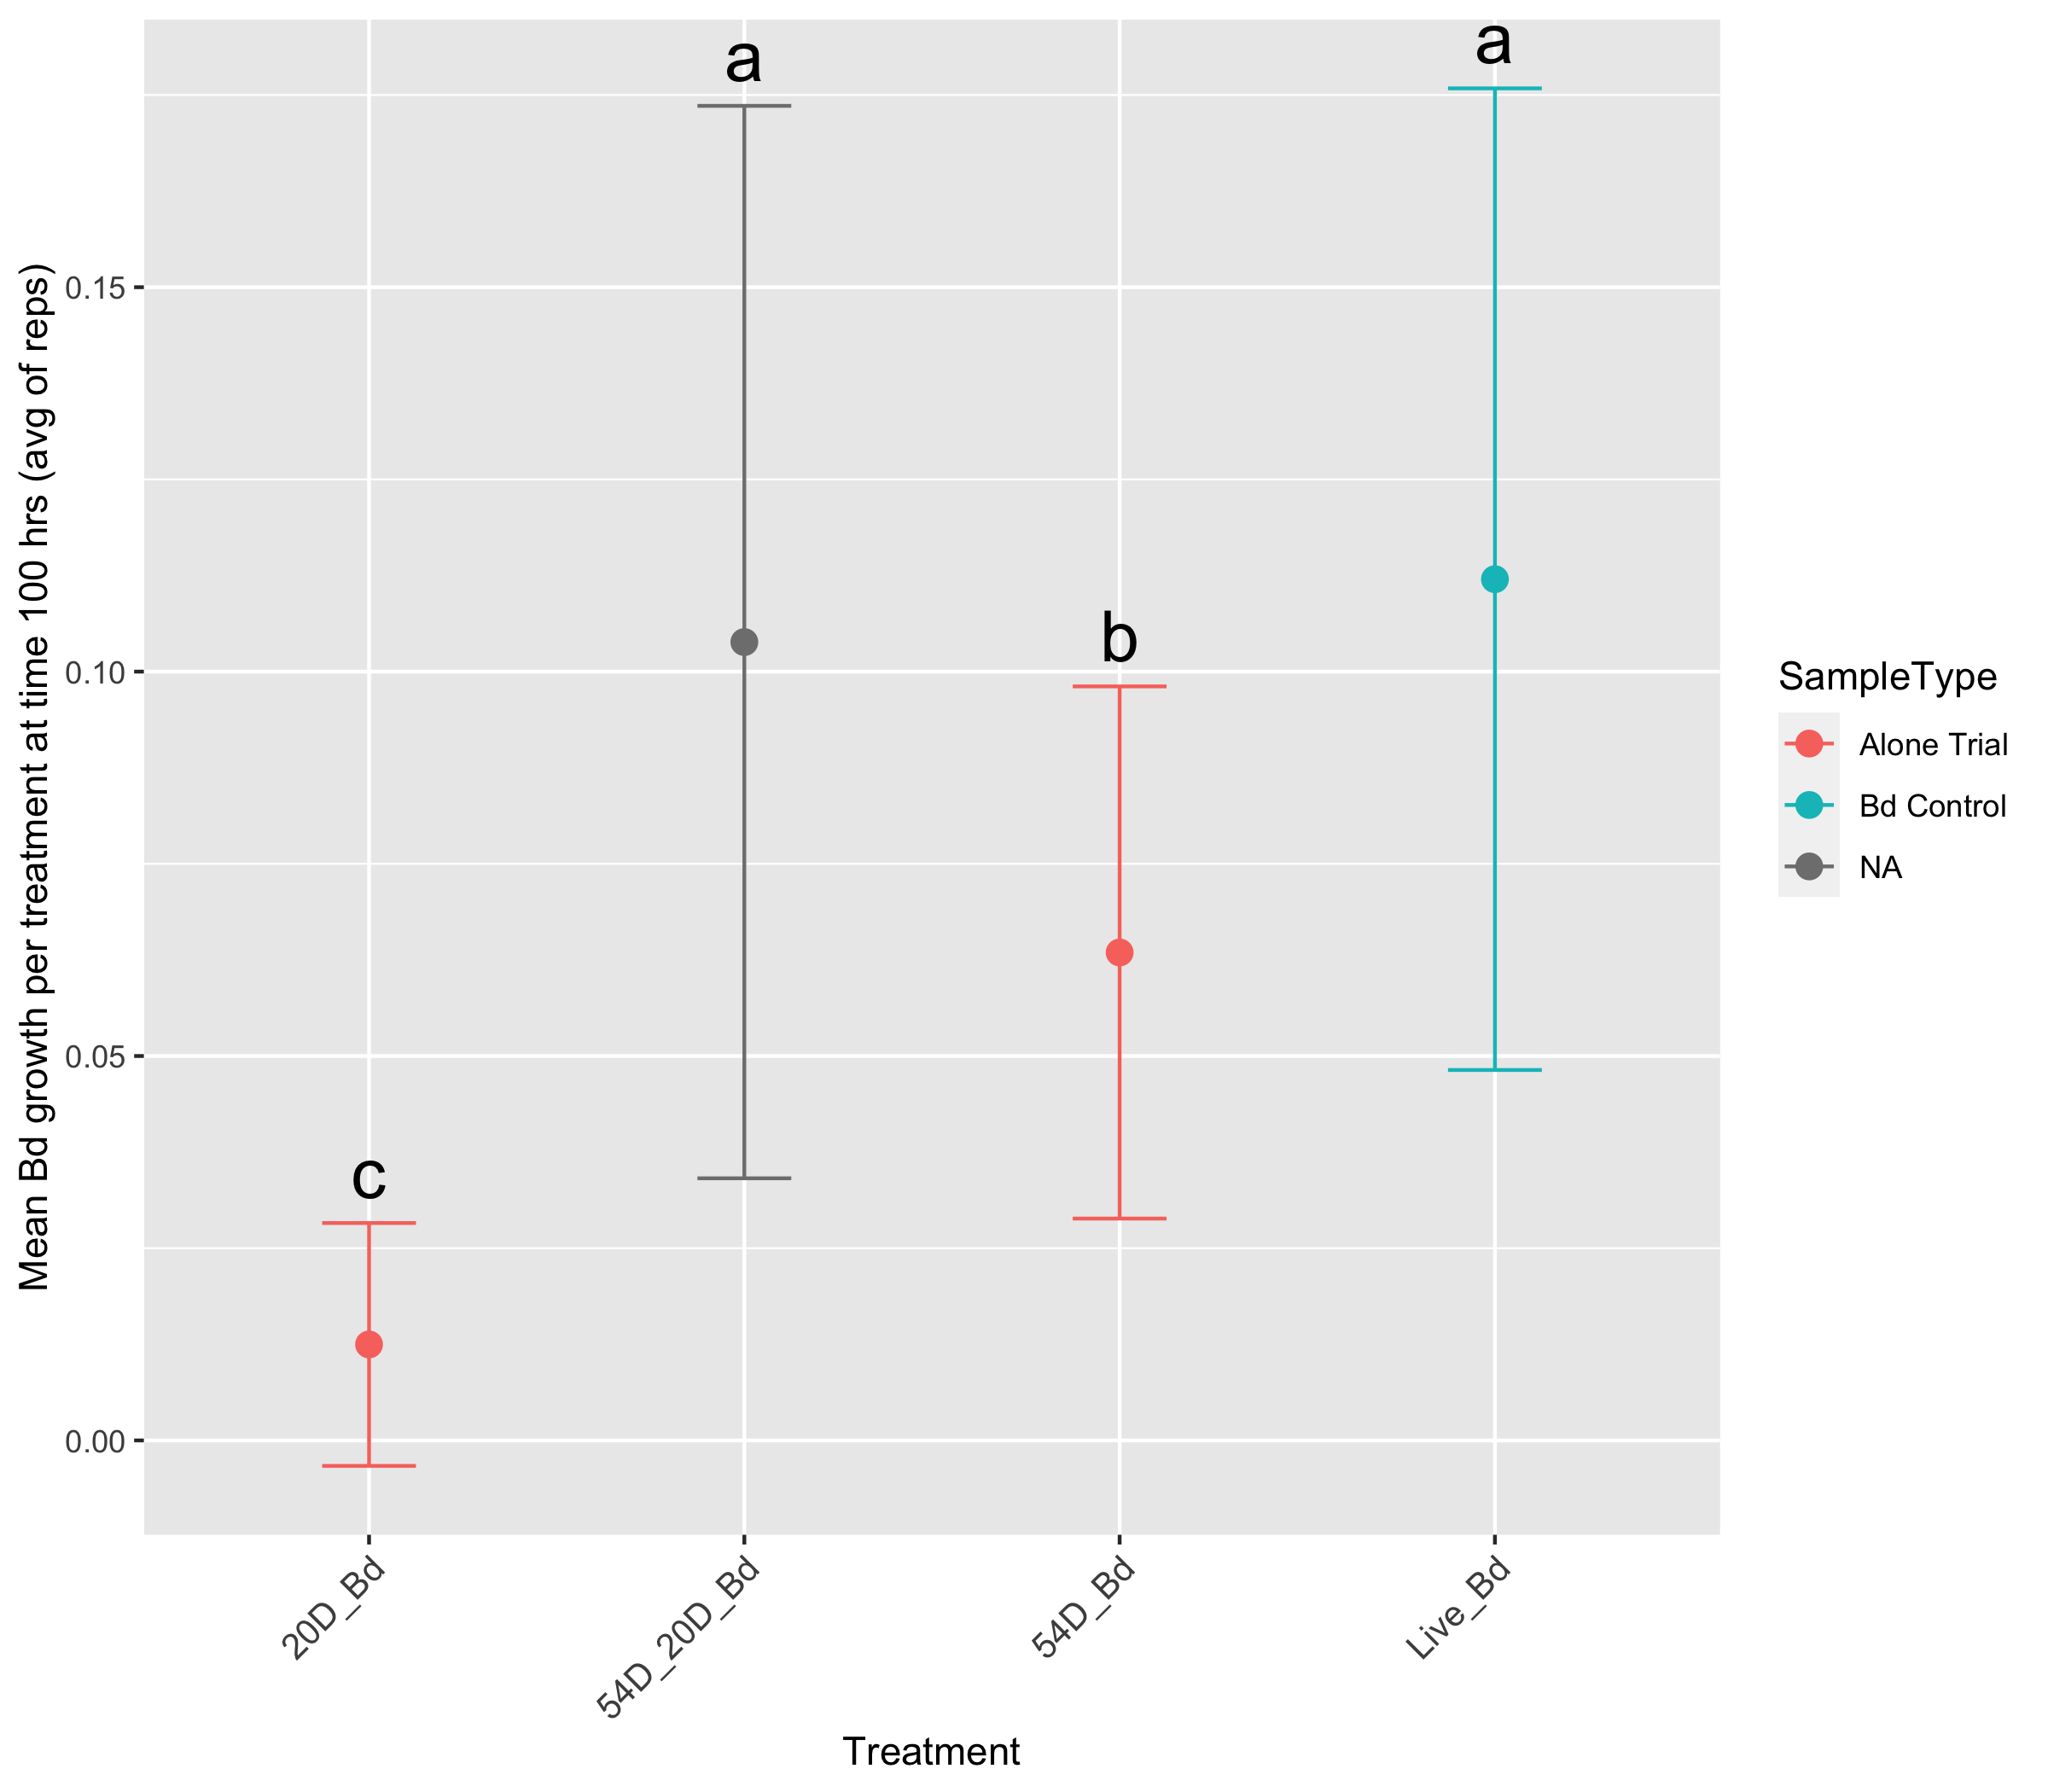 a
a
b
c
Mean Bd growth per treatment at time 100 hrs (avg of reps)
0.15
0.10
0.05
0.00
20D_Bd
54D_20D_Bd
54D_Bd
Live_Bd
Treatment
SampleType
Alone Trial
Bd Control
NA